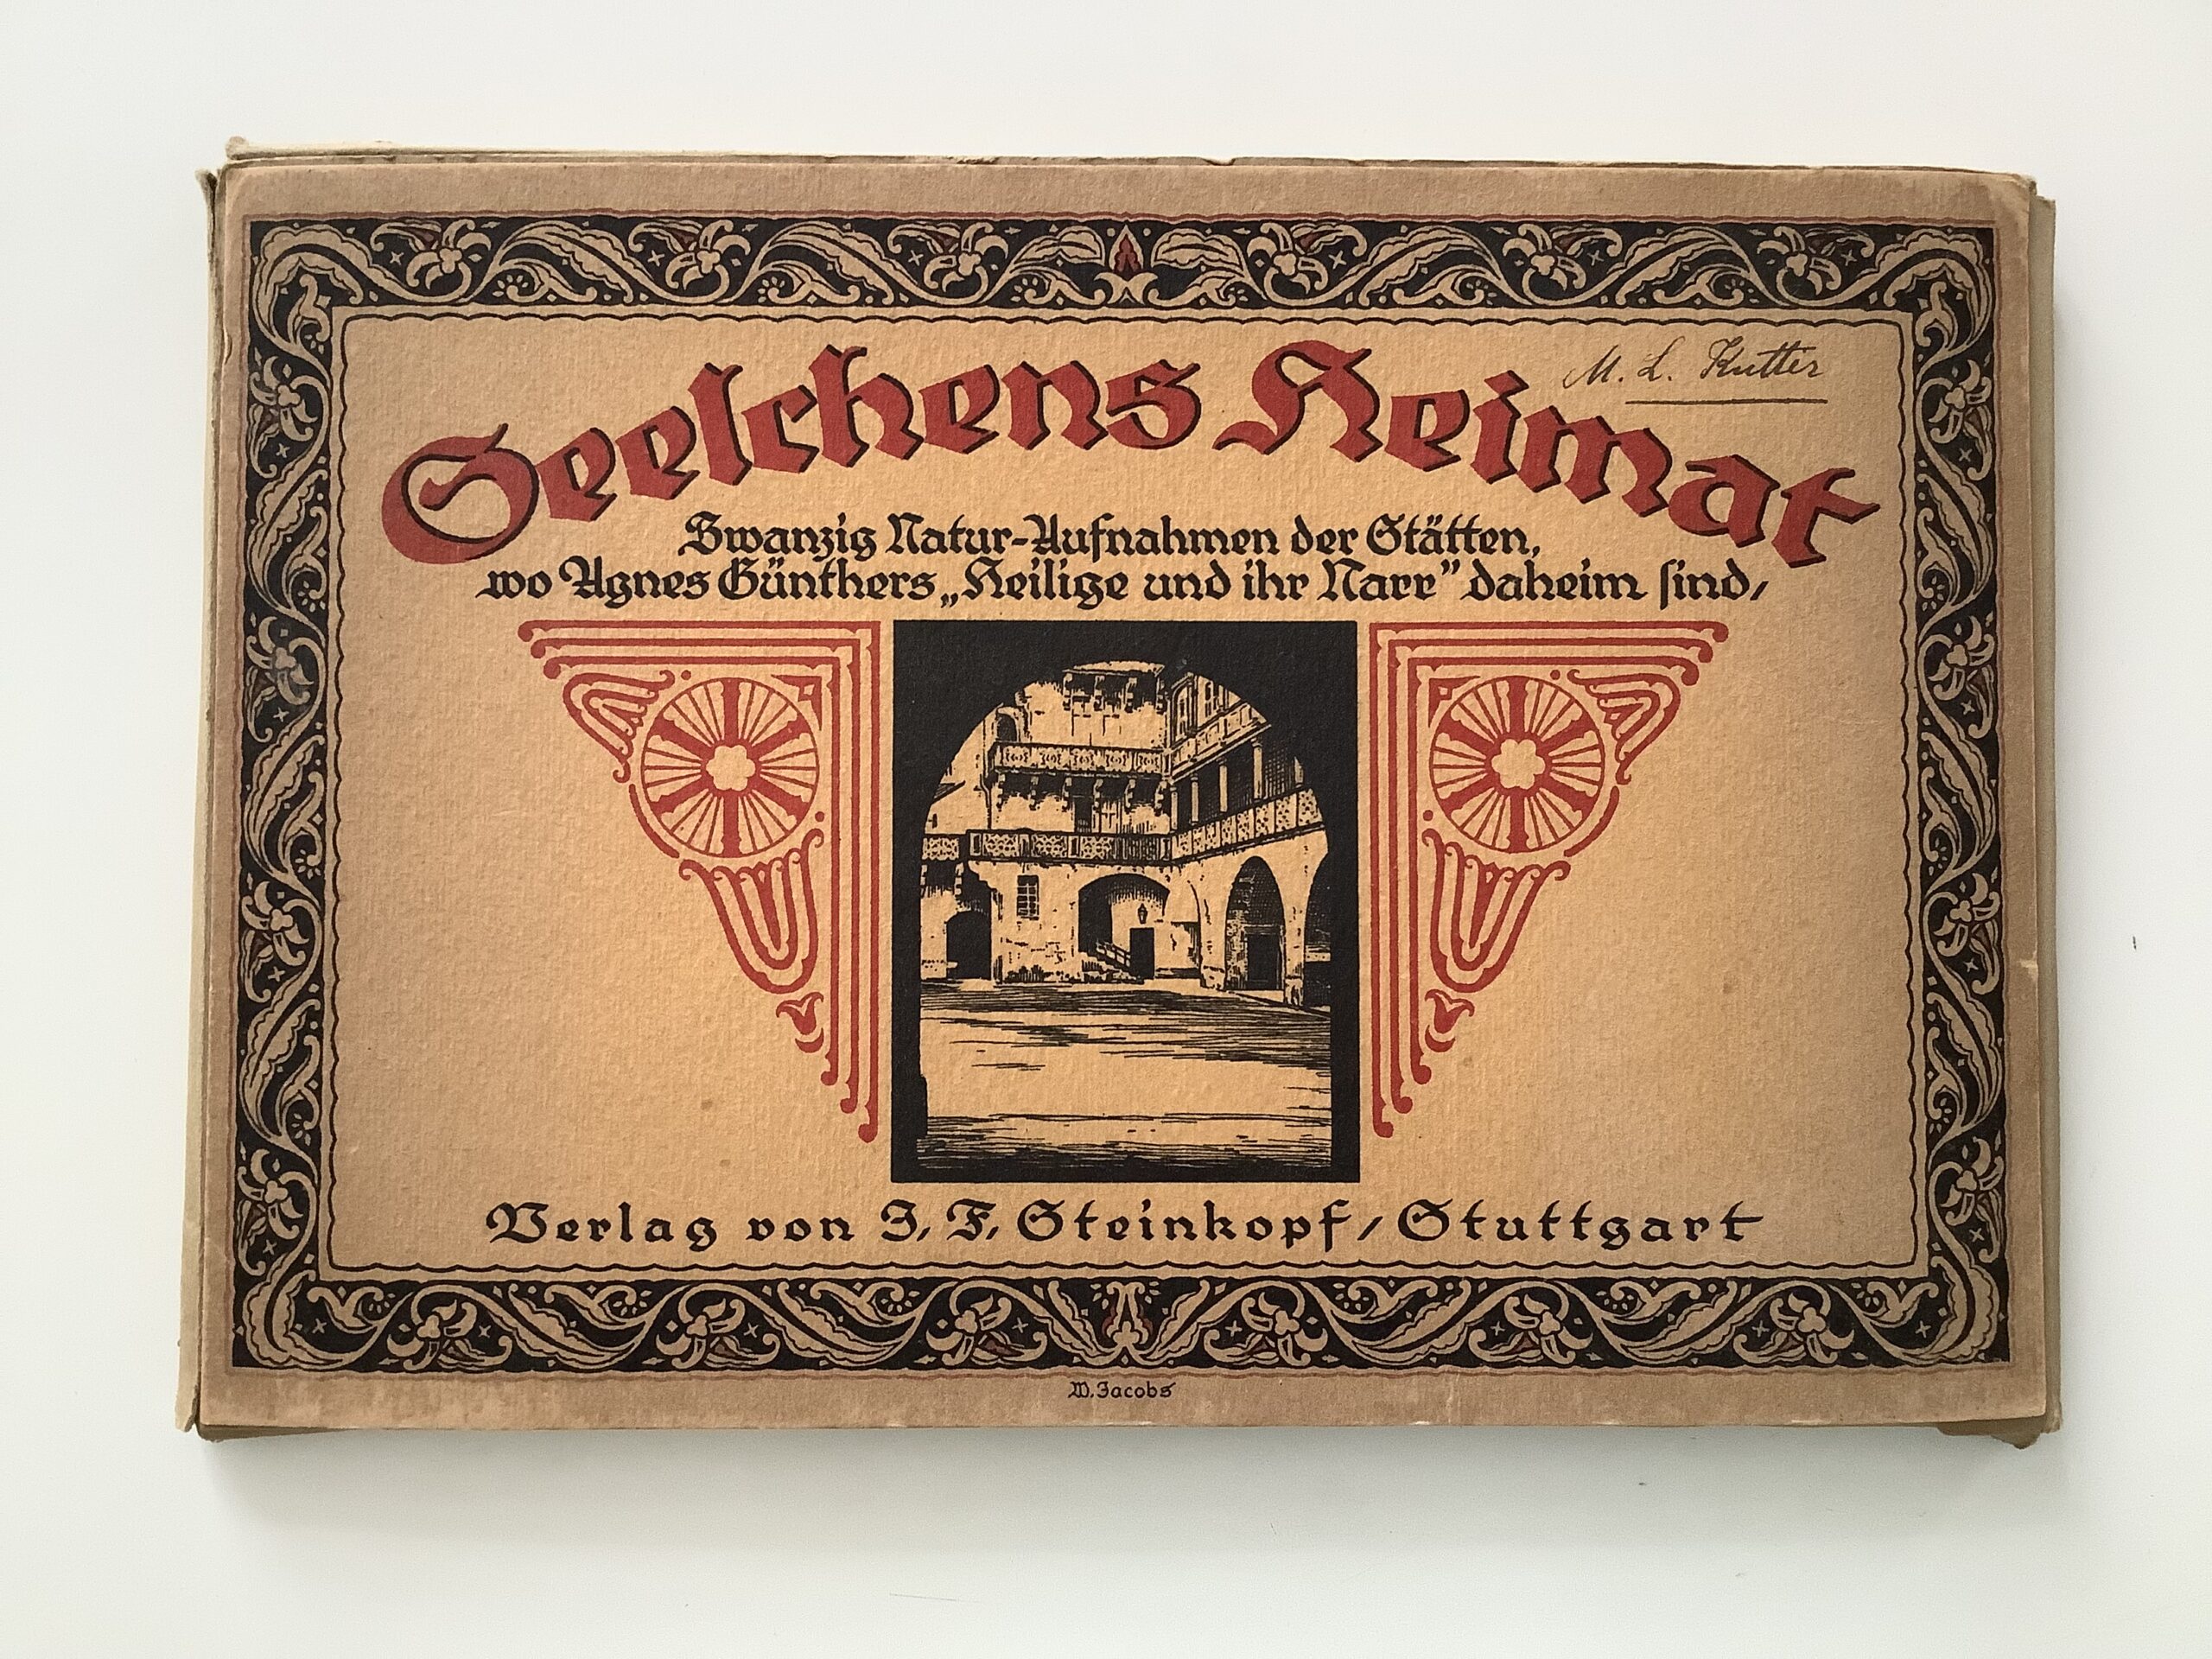 M. L. Kutter
Seelchens Heimat
Zwanzig Natur-Aufnahmen der Stätten,
wo Agnes Günthers „Heilige und ihr Narr” daheim sind,
Verlag von J. F. Steinkopf, Stuttgart
W. Jacobs